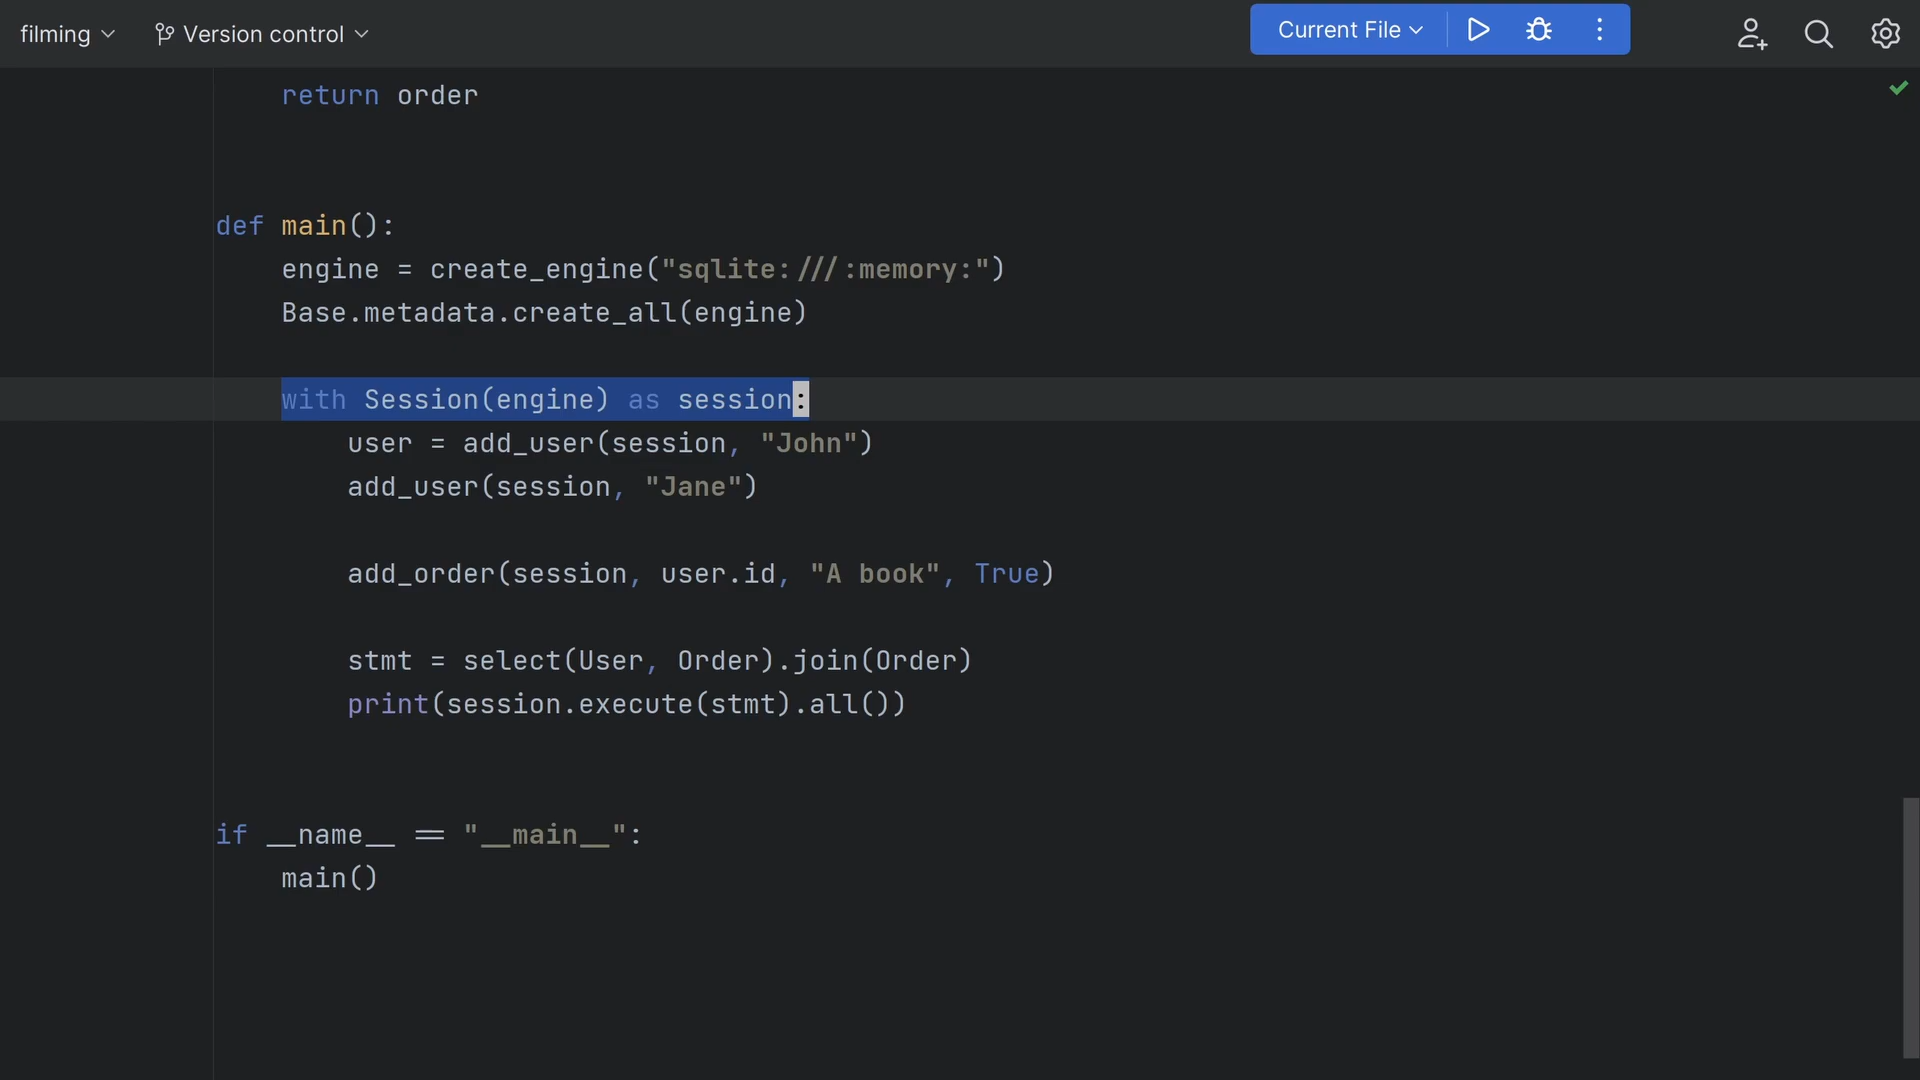 filming Version control Current File
return order
def main():
engine = create_engine("sqlite:///:memory:")
Base.metadata.create_all(engine)
with Session(engine) as session:
user = add_user(session, "John")
add_user(session, "Jane")
add_order(session, user.id, "A book", True)
stmt = select(User, Order).join(Order)
print(session.execute(stmt).all())
if __name__ == "__main__":
main()